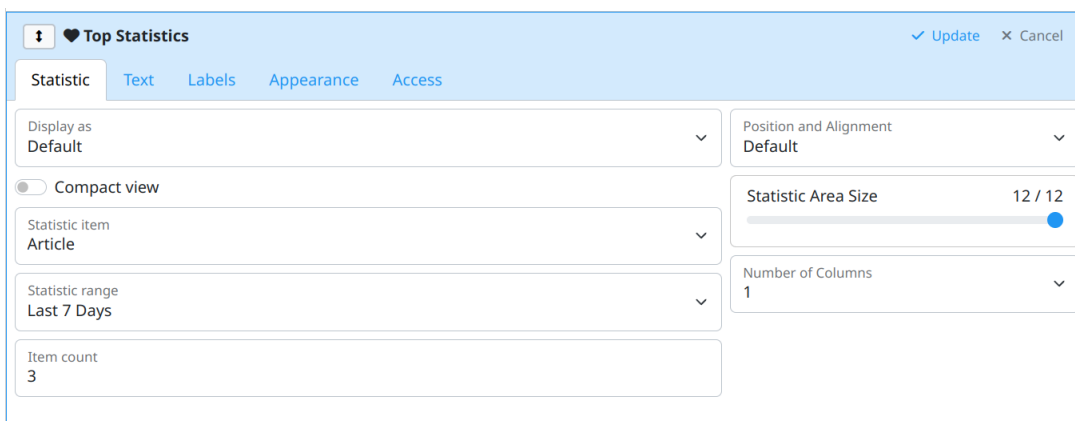 Top Statistics
Update
Cancel
Statistic
Text
Labels
Appearance
Access
Display as
Default
Compact view
Statistic item
Article
Statistic range
Last 7 Days
Item count
3
Position and Alignment
Default
Statistic Area Size 12 / 12
Number of Columns
1